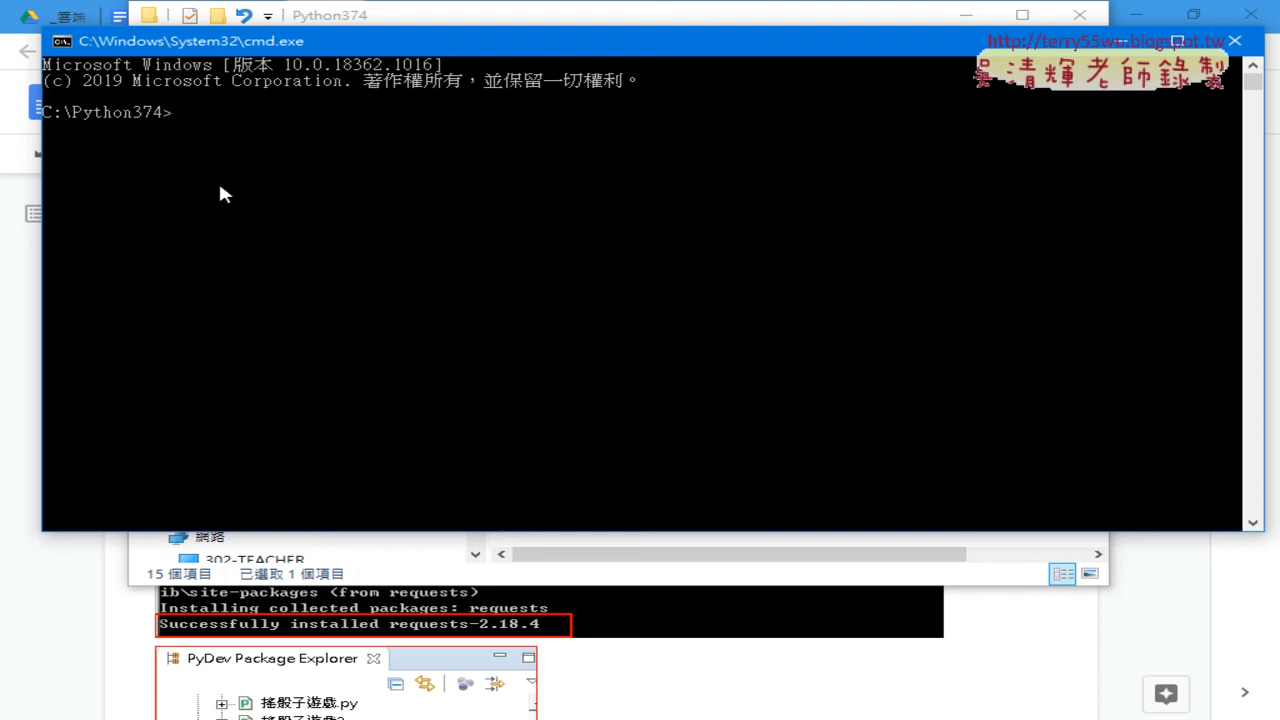 _雲端
Python374
C:\Windows\System32\cmd.exe
http://terry55wu.blogspot.tw
吳清輝老師錄製
Microsoft Windows [版本 10.0.18362.1016]
(c) 2019 Microsoft Corporation. 著作權所有，並保留一切權利。
C:\Python374>
網路
302-TEACHER
15 個項目 已選取 1 個項目
ib\site-packages (from requests)
Installing collected packages: requests
Successfully installed requests-2.18.4
PyDev Package Explorer
搖骰子遊戲.py